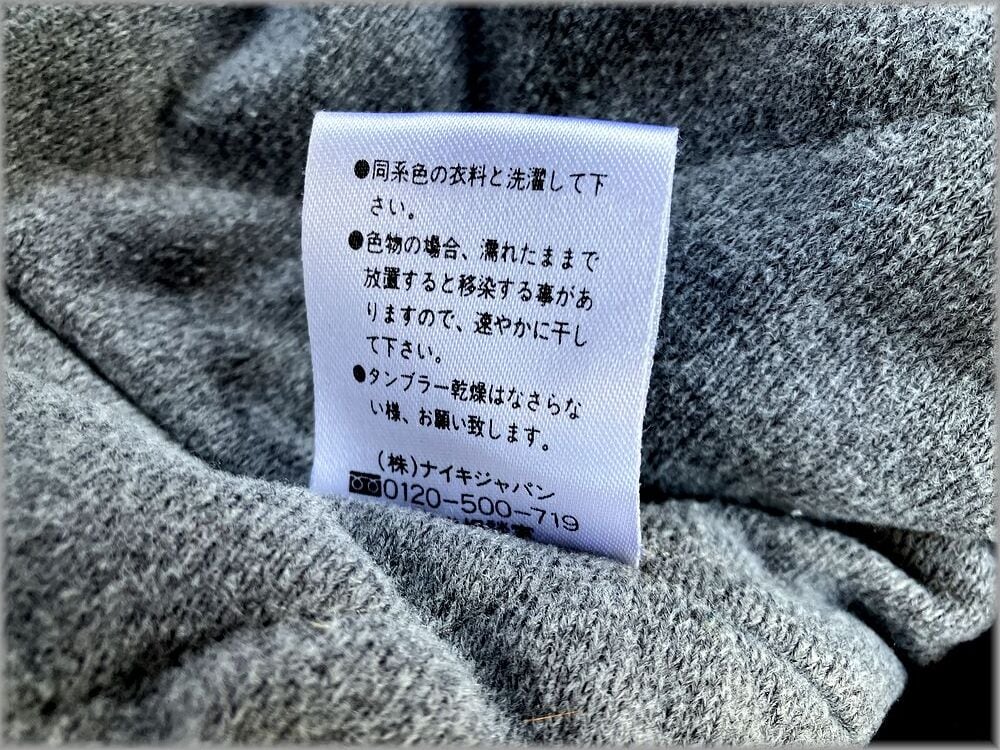 ●同系色の衣料と洗濯して下
さい。
●色物の場合、濡れたままで
放置すると移染する事があ
りますので、速やかに干し
て下さい。
●タンブラー乾燥はなさらな
い様、お願い致します。
(株)ナイキジャパン
0120-500-719